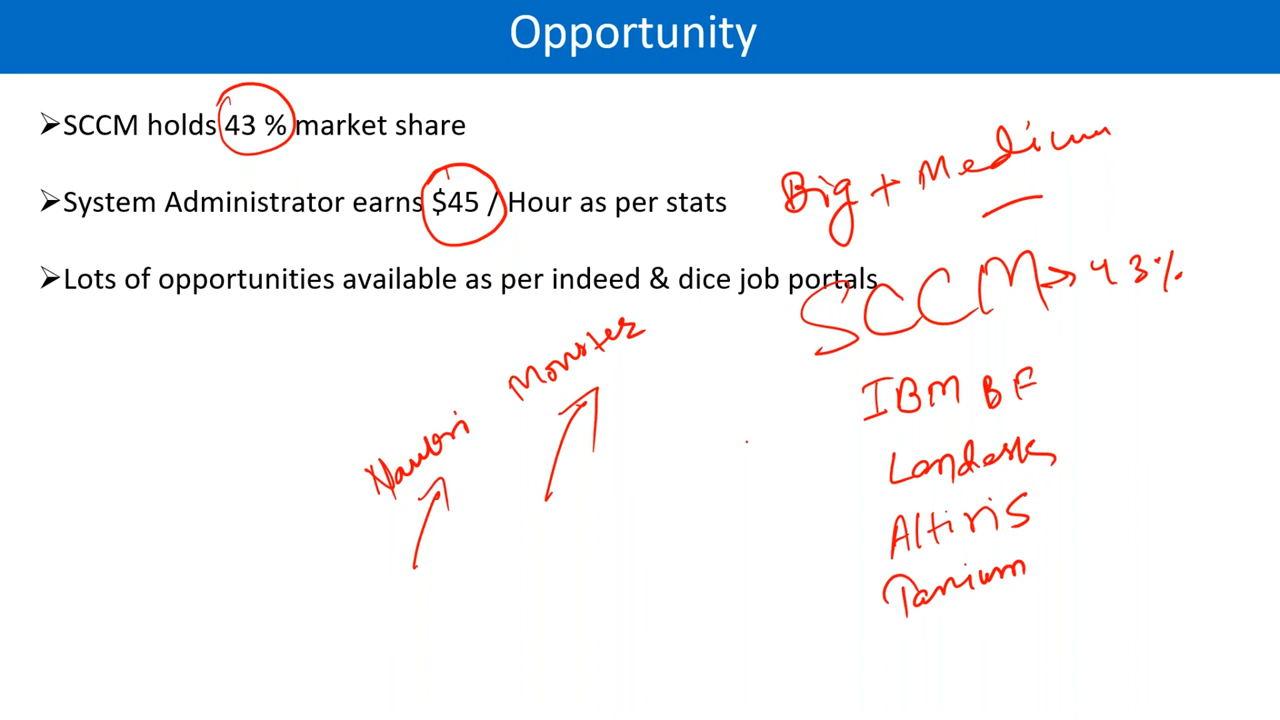 Opportunity
➢SCCM holds 43 % market share
➢System Administrator earns $45 / Hour as per stats
➢Lots of opportunities available as per indeed & dice job portals
Big + Medium
SCCM → 43%
IBM BF
Landesk
Altiris
Tanium
Monster
Naukri